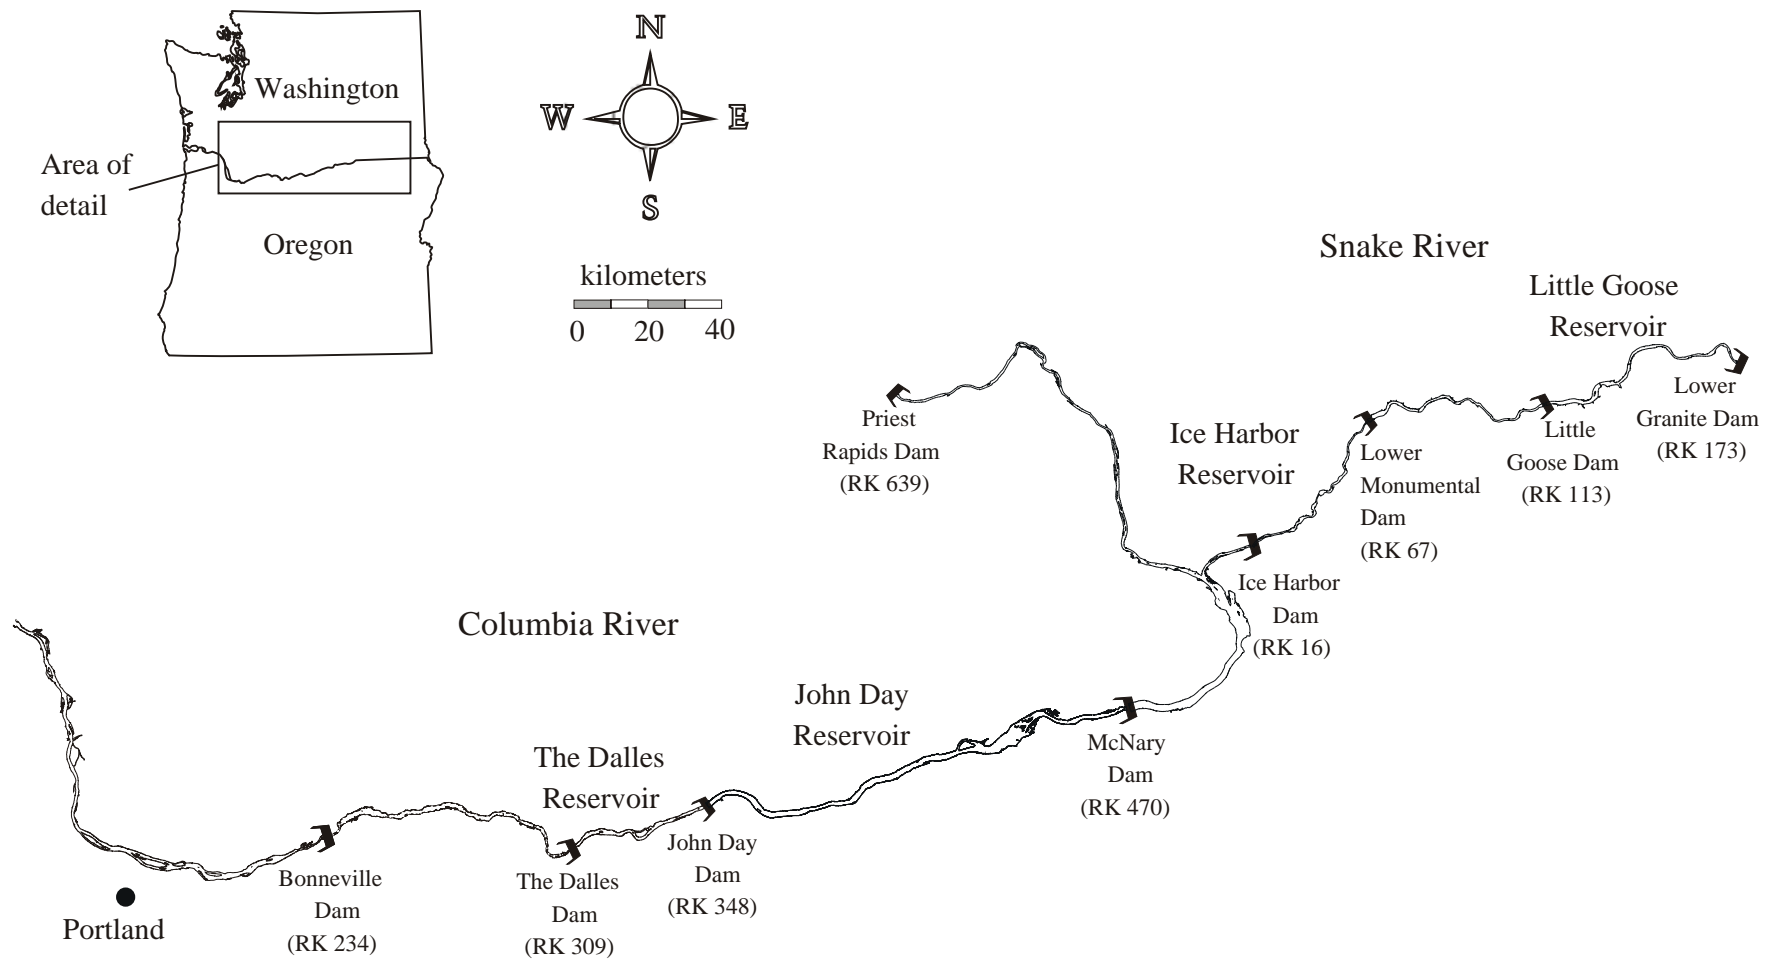 Washington
Area of
detail
Oregon
N
W
E
S
kilometers
0 20 40
Snake River
Little Goose
Reservoir
Lower
Granite Dam
(RK 173)
Little
Goose Dam
(RK 113)
Priest
Rapids Dam
(RK 639)
Ice Harbor
Reservoir
Lower
Monumental
Dam
(RK 67)
Ice Harbor
Dam
(RK 16)
Columbia River
John Day
Reservoir
McNary
Dam
(RK 470)
The Dalles
Reservoir
John Day
Dam
(RK 348)
Bonneville
Dam
(RK 234)
The Dalles
Dam
(RK 309)
Portland